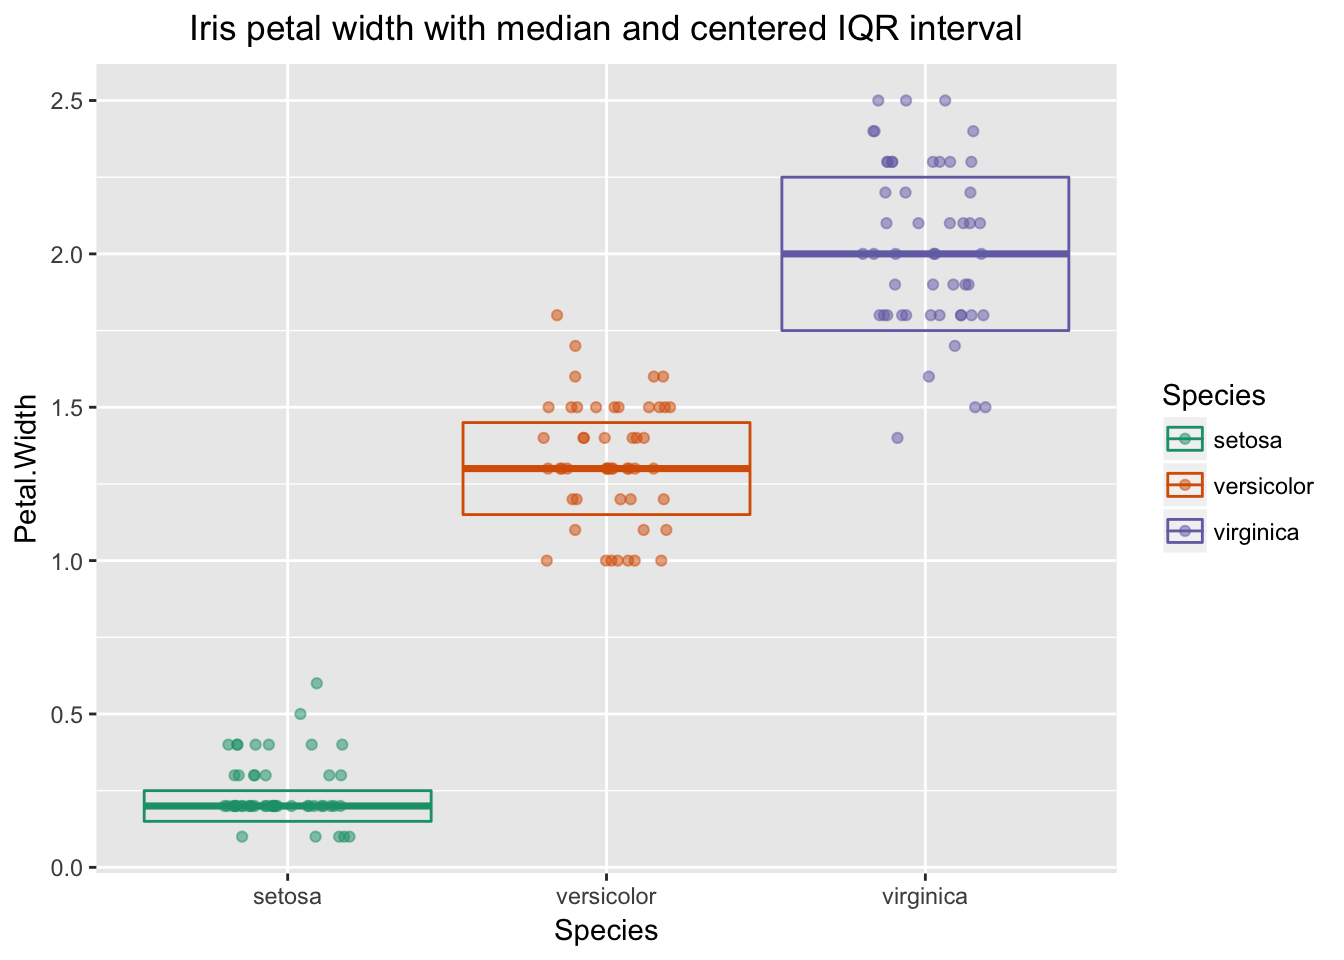 Iris petal width with median and centered IQR interval
Petal.Width
2.5
2.0
1.5
1.0
0.5
0.0
setosa versicolor virginica
Species
Species
setosa
versicolor
virginica